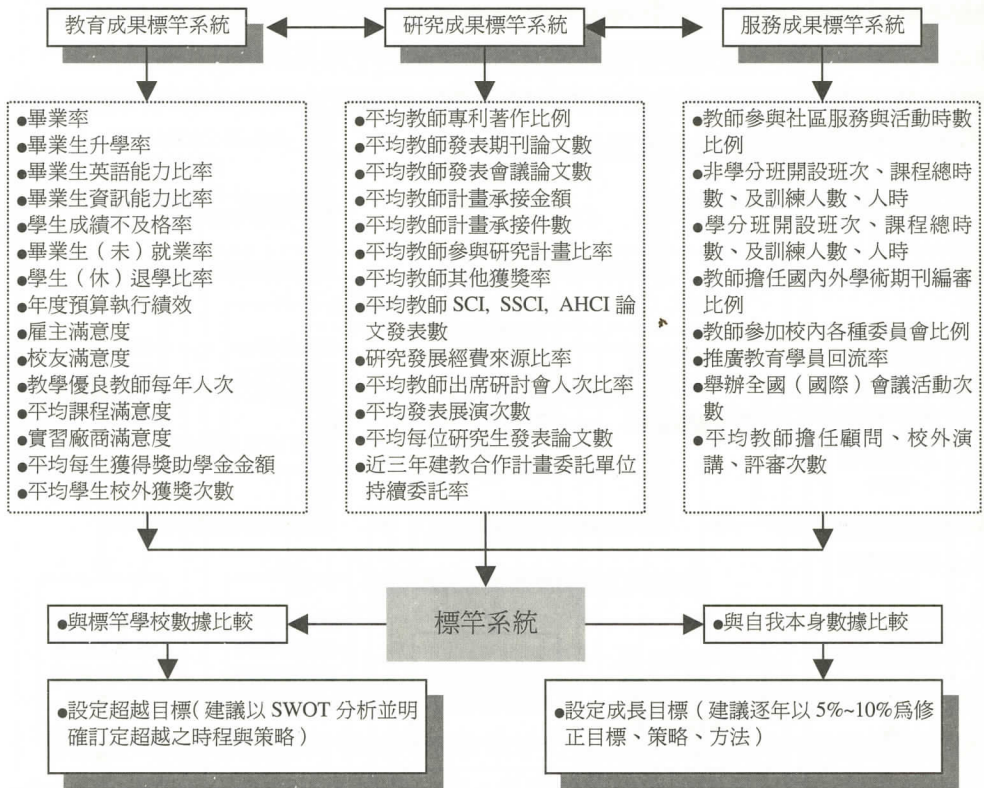 教育成果標竿系統
研究成果標竿系統
服務成果標竿系統
●畢業率
●畢業生升學率
●畢業生英語能力比率
●畢業生資訊能力比率
●學生成績不及格率
●畢業生（未）就業率
●學生（休）退學比率
●年度預算執行績效
●雇主滿意度
●校友滿意度
●教學優良教師每年人次
●平均課程滿意度
●實習廠商滿意度
●平均每生獲得獎助學金金額
●平均學生校外獲獎次數
●平均教師專利著作比例
●平均教師發表期刊論文數
●平均教師發表會議論文數
●平均教師計畫承接金額
●平均教師計畫承接件數
●平均教師參與研究計畫比率
●平均教師其他獲獎率
●平均教師 SCI, SSCI, AHCI 論
文發表數
●研究發展經費來源比率
●平均教師出席研討會人次比率
●平均發表展演次數
●平均每位研究生發表論文數
●近三年建教合作計畫委託單位
持續委託率
●教師參與社區服務與活動時數
比例
●非學分班開設班次、課程總時
數、及訓練人數、人時
●學分班開設班次、課程總時
數、及訓練人數、人時
●教師擔任國內外學術期刊編審
比例
●教師參加校內各種委員會比例
●推廣教育學員回流率
●舉辦全國（國際）會議活動次
數
●平均教師擔任顧問、校外演
講、評審次數
標竿系統
●與標竿學校數據比較
●與自我本身數據比較
●設定超越目標（建議以 SWOT 分析並明
確訂定超越之時程與策略）
●設定成長目標（建議逐年以 5%~10%為修
正目標、策略、方法）